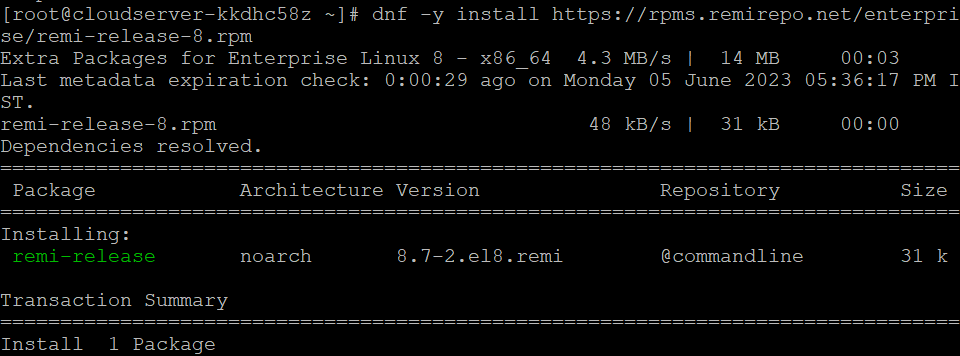 [root@cloudserver-kkdhc58z ~]# dnf -y install https://rpms.remirepo.net/enterpri
se/remi-release-8.rpm
Extra Packages for Enterprise Linux 8 - x86_64  4.3 MB/s |  14 MB     00:03
Last metadata expiration check: 0:00:29 ago on Monday 05 June 2023 05:36:17 PM I
ST.
remi-release-8.rpm                               48 kB/s |  31 kB     00:00
Dependencies resolved.
================================================================================
 Package            Architecture Version               Repository          Size
================================================================================
Installing:
 remi-release       noarch       8.7-2.el8.remi        @commandline        31 k

Transaction Summary
================================================================================
Install  1 Package